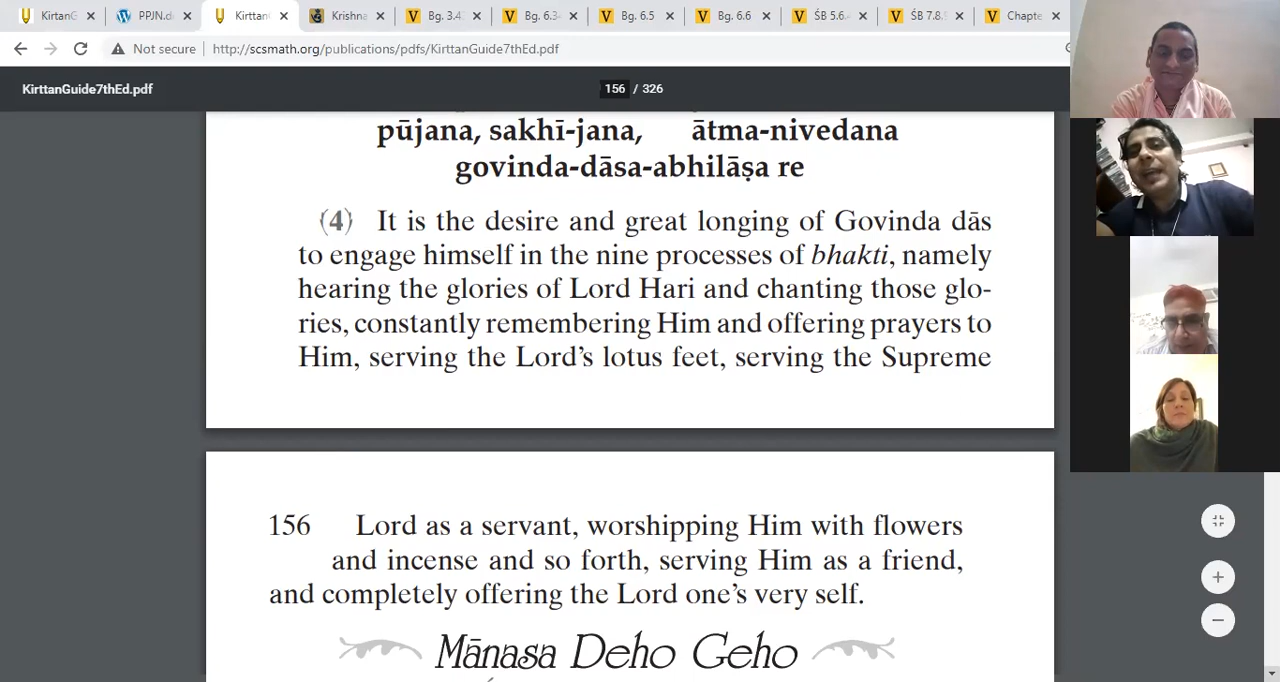 KirtanG
PPJN.d
Kirttan
Krishna
Bg. 3.4
Bg. 6.3
Bg. 6.5
Bg. 6.6
ŚB 5.6.
ŚB 7.8.
Chapte
Not secure
http://scsmath.org/publications/pdfs/KirttanGuide7thEd.pdf
KirttanGuide7thEd.pdf
156 / 326
pūjana, sakhī-jana, ātma-nivedana
govinda-dāsa-abhilāṣa re
(4) It is the desire and great longing of Govinda dās
to engage himself in the nine processes of bhakti, namely
hearing the glories of Lord Hari and chanting those glo-
ries, constantly remembering Him and offering prayers to
Him, serving the Lord's lotus feet, serving the Supreme
156 Lord as a servant, worshipping Him with flowers
and incense and so forth, serving Him as a friend,
and completely offering the Lord one's very self.
Mānasa Deho Geho